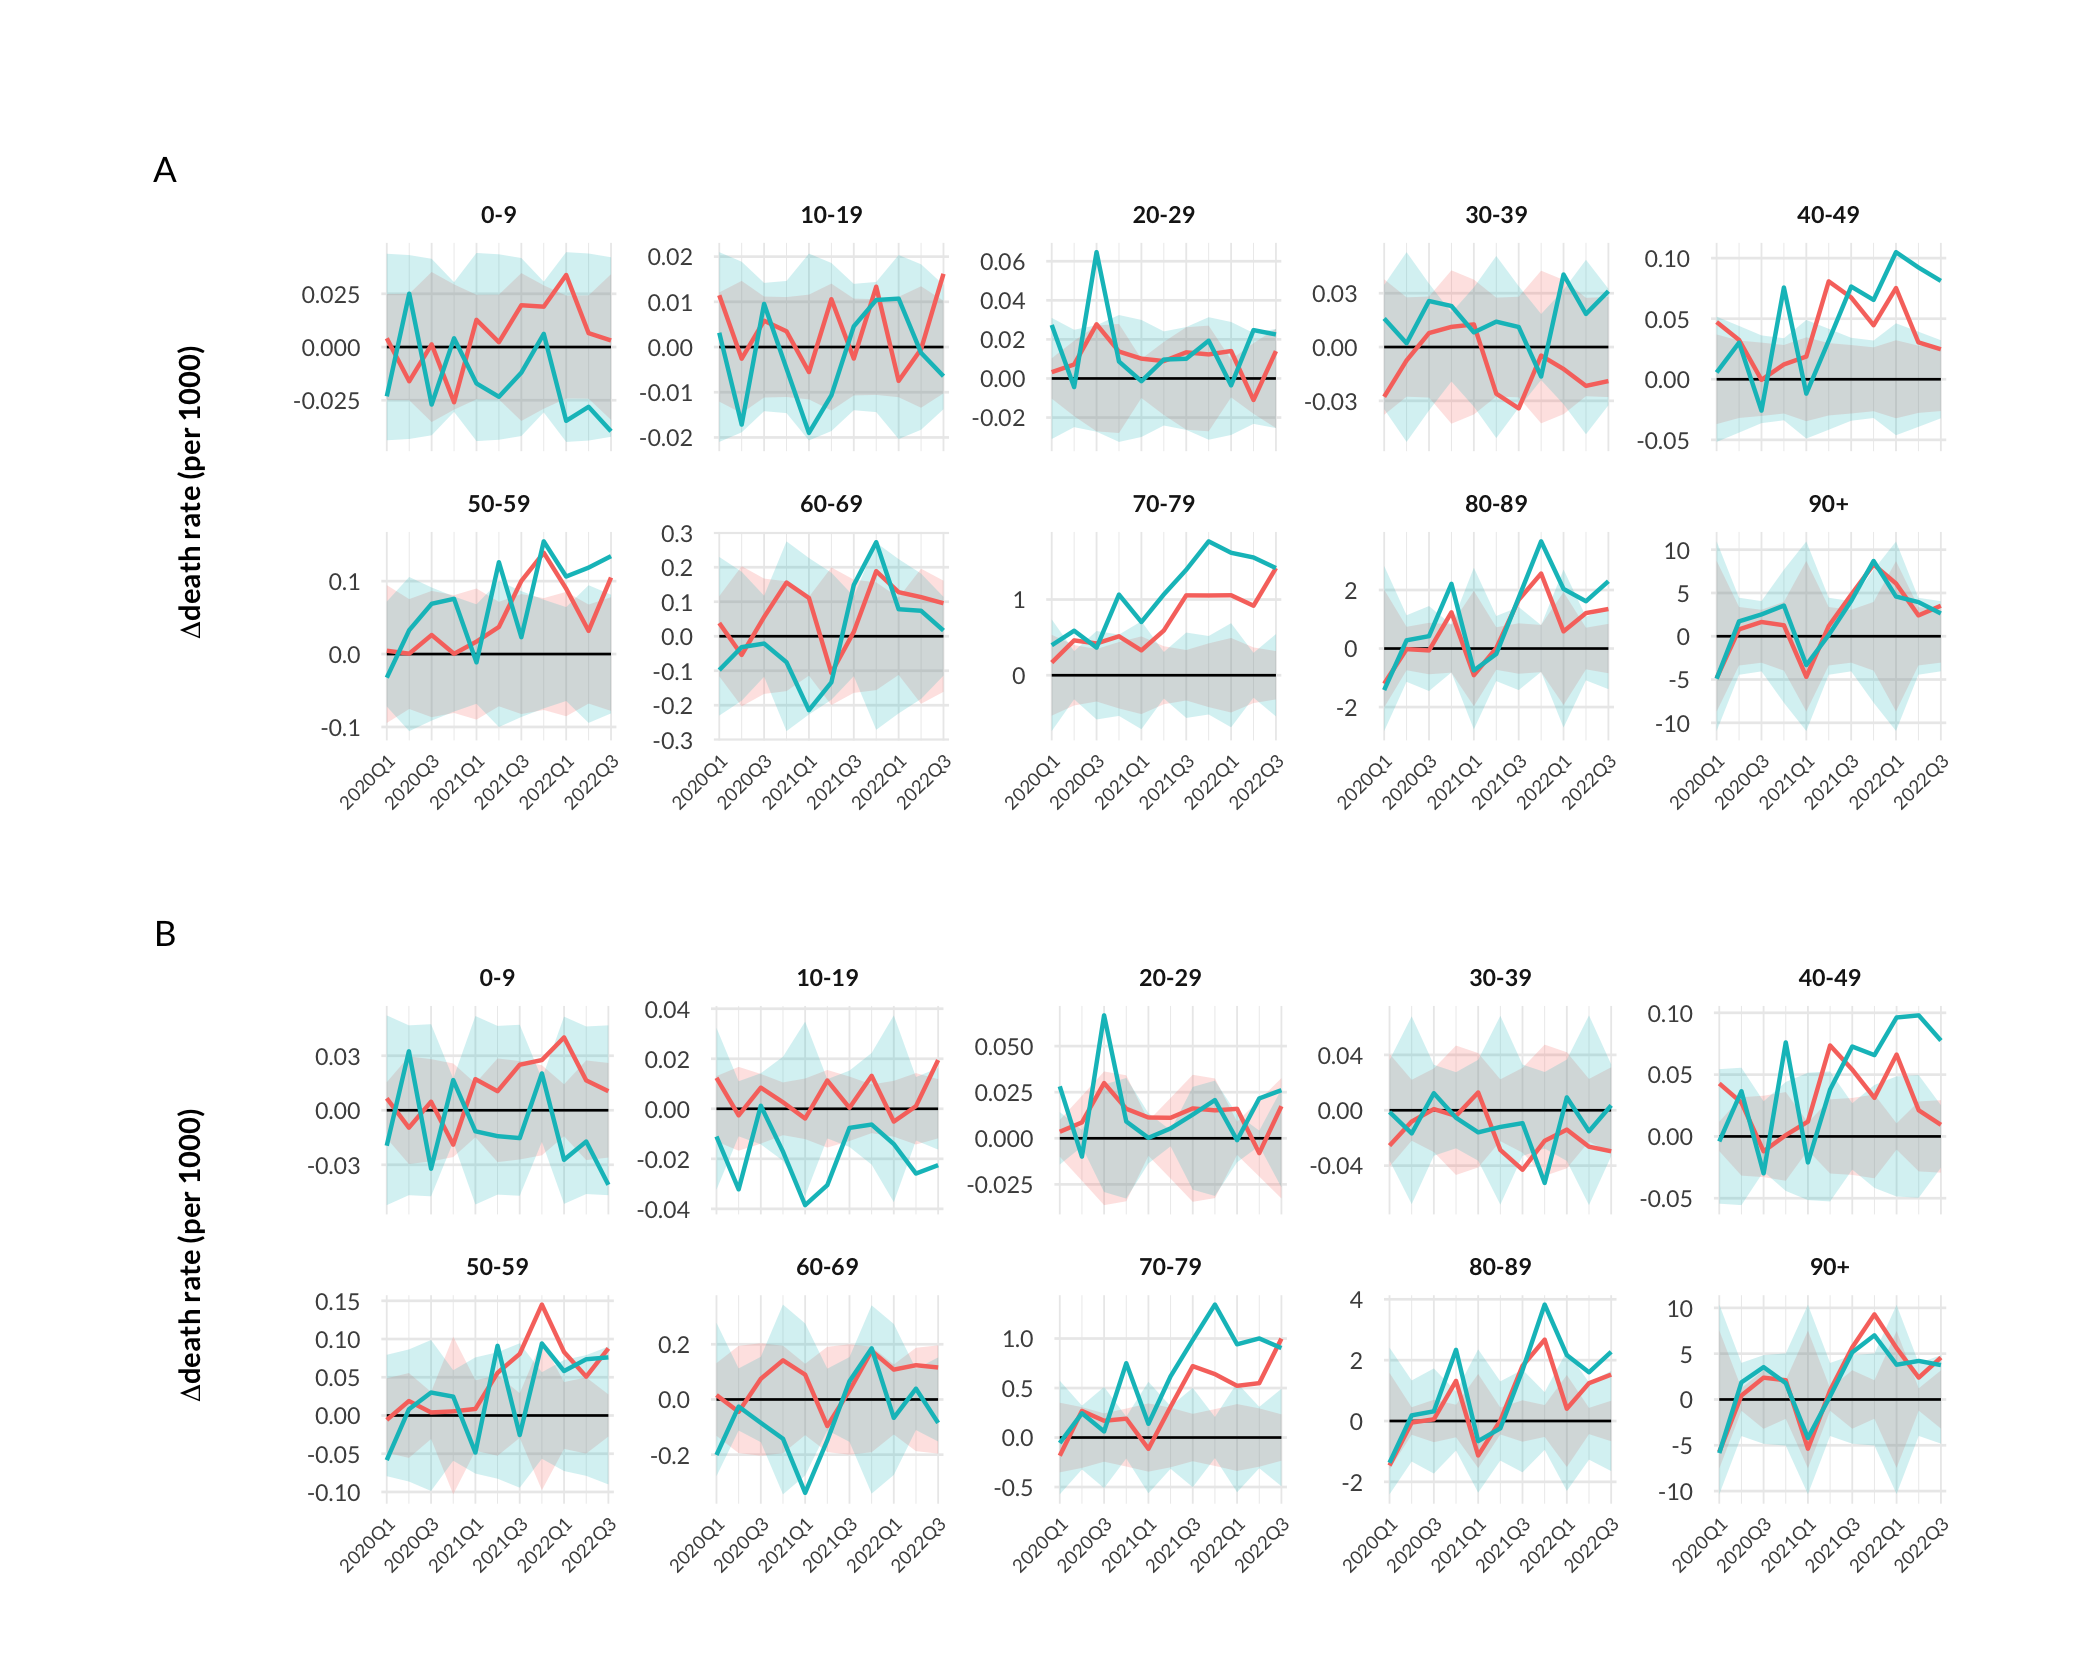 A
0-9 10-19 20-29 30-39 40-49
0.025 0.000 -0.025
0.02 0.01 0.00 -0.01 -0.02
0.06 0.04 0.02 0.00 -0.02
0.03 0.00 -0.03
0.10 0.05 0.00 -0.05
Δdeath rate (per 1000)
50-59 60-69 70-79 80-89 90+
0.1 0.0 -0.1
0.3 0.2 0.1 0.0 -0.1 -0.2 -0.3
1 0
2 0 -2
10 5 0 -5 -10
2020Q1 2020Q3 2021Q1 2021Q3 2022Q1 2022Q3
2020Q1 2020Q3 2021Q1 2021Q3 2022Q1 2022Q3
2020Q1 2020Q3 2021Q1 2021Q3 2022Q1 2022Q3
2020Q1 2020Q3 2021Q1 2021Q3 2022Q1 2022Q3
2020Q1 2020Q3 2021Q1 2021Q3 2022Q1 2022Q3
B
0-9 10-19 20-29 30-39 40-49
0.03 0.00 -0.03
0.04 0.02 0.00 -0.02 -0.04
0.050 0.025 0.000 -0.025
0.04 0.00 -0.04
0.10 0.05 0.00 -0.05
Δdeath rate (per 1000)
50-59 60-69 70-79 80-89 90+
0.15 0.10 0.05 0.00 -0.05 -0.10
0.2 0.0 -0.2
1.0 0.5 0.0 -0.5
4 2 0 -2
10 5 0 -5 -10
2020Q1 2020Q3 2021Q1 2021Q3 2022Q1 2022Q3
2020Q1 2020Q3 2021Q1 2021Q3 2022Q1 2022Q3
2020Q1 2020Q3 2021Q1 2021Q3 2022Q1 2022Q3
2020Q1 2020Q3 2021Q1 2021Q3 2022Q1 2022Q3
2020Q1 2020Q3 2021Q1 2021Q3 2022Q1 2022Q3